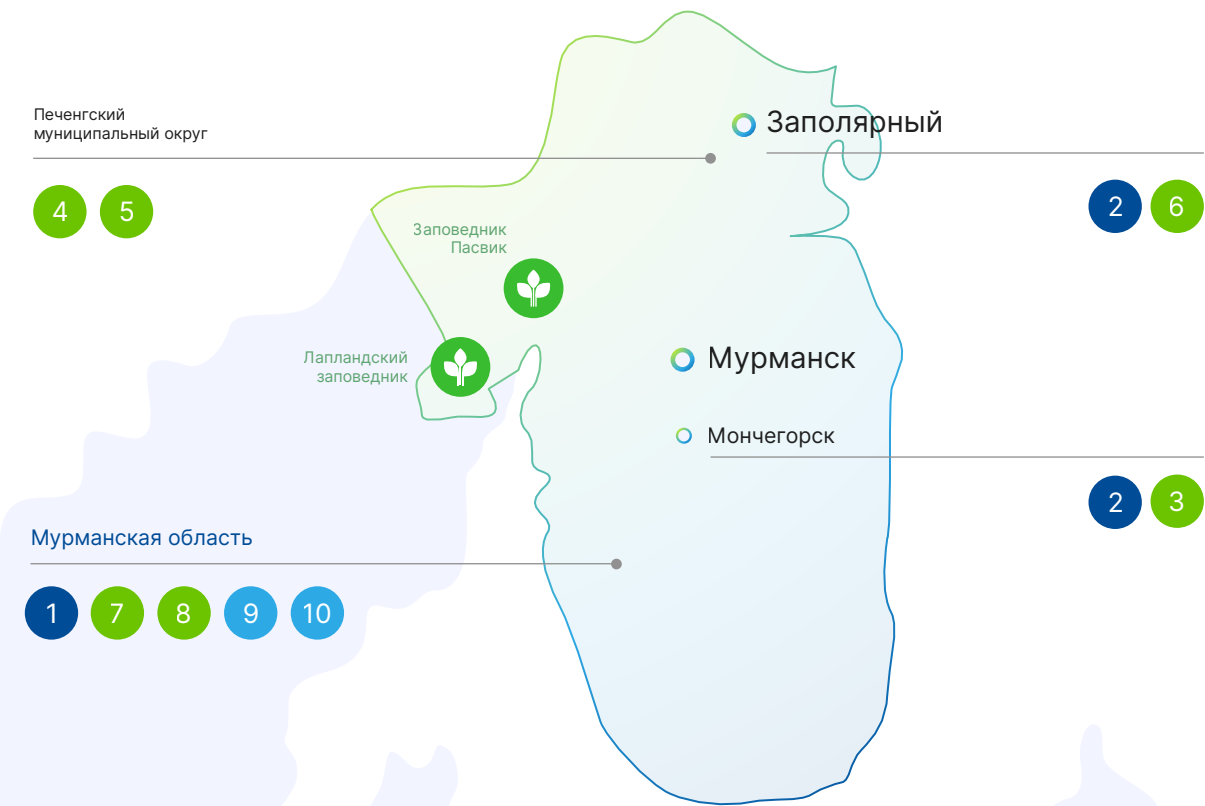 Печенгский
муниципальный округ
4 5
Заполярный
2 6
Заповедник
Пасвик
Лапландский
заповедник
Мурманск
Мончегорск
2 3
Мурманская область
1 7 8 9 10